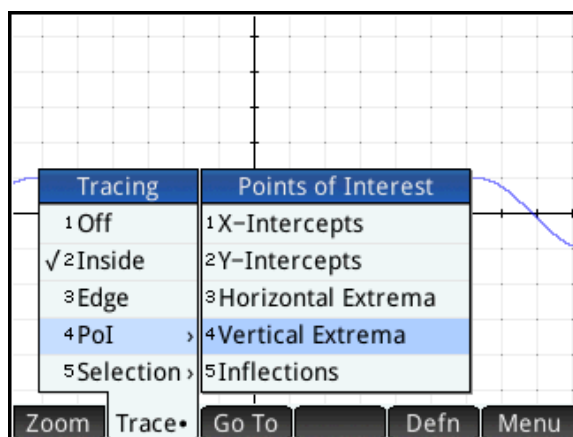 Tracing
1 Off
√ 2 Inside
3 Edge
4 PoI ›
5 Selection ›
Points of Interest
1 X-Intercepts
2 Y-Intercepts
3 Horizontal Extrema
4 Vertical Extrema
5 Inflections
Zoom Trace• Go To Defn Menu